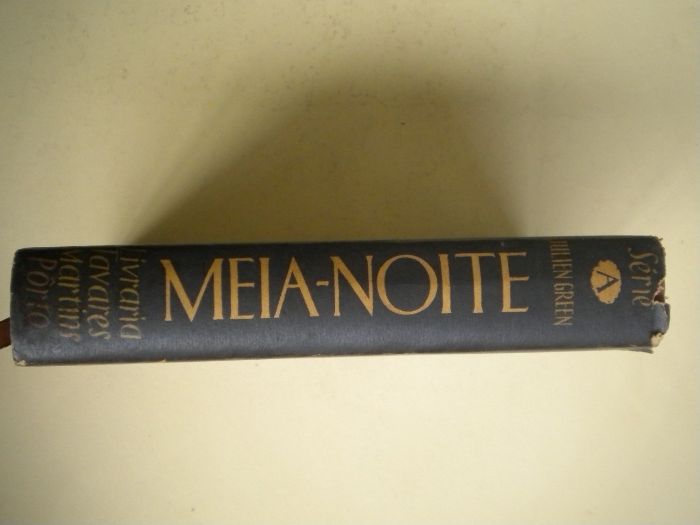 Série
A
JULIEN GREEN
MEIA-NOITE
Livraria
Tavares
Martins
Pôrto